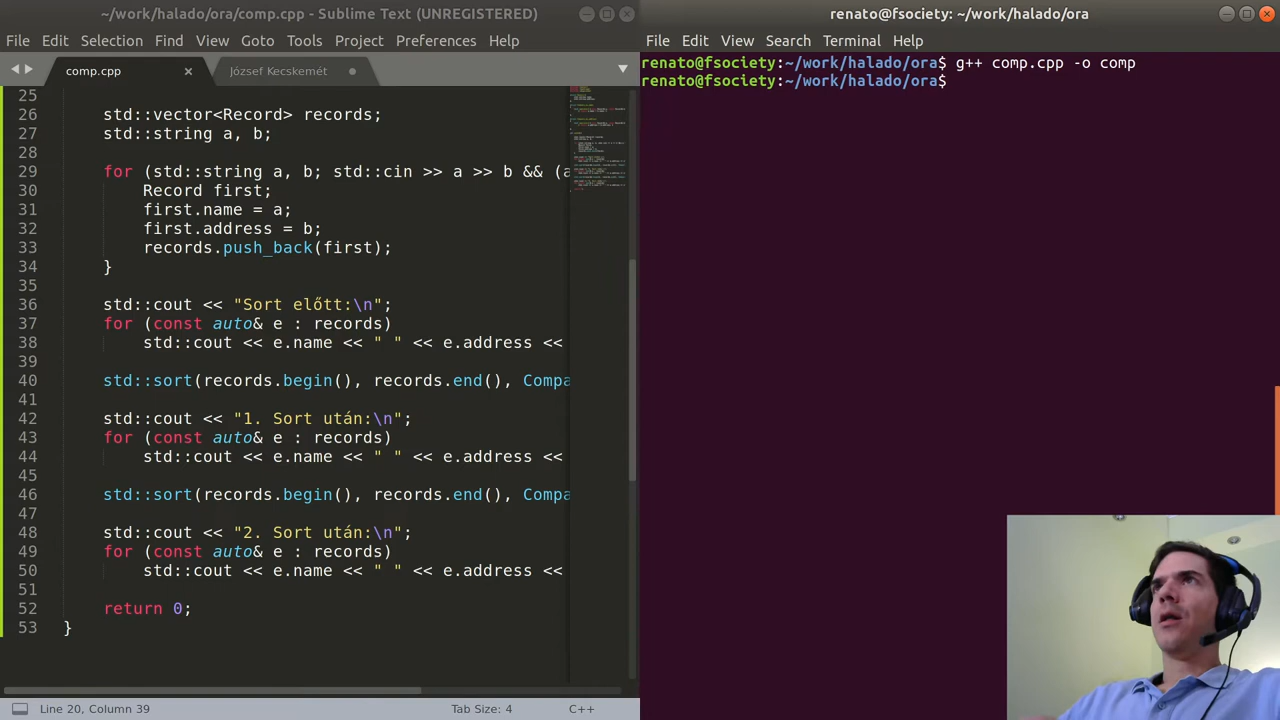 ~/work/halado/ora/comp.cpp - Sublime Text (UNREGISTERED)
File Edit Selection Find View Goto Tools Project Preferences Help
comp.cpp
József Kecskemét
25
26 std::vector<Record> records;
27 std::string a, b;
28
29 for (std::string a, b; std::cin >> a >> b && (a
30 Record first;
31 first.name = a;
32 first.address = b;
33 records.push_back(first);
34 }
35
36 std::cout << "Sort előtt:\n";
37 for (const auto& e : records)
38 std::cout << e.name << " " << e.address <<
39
40 std::sort(records.begin(), records.end(), Compa
41
42 std::cout << "1. Sort után:\n";
43 for (const auto& e : records)
44 std::cout << e.name << " " << e.address <<
45
46 std::sort(records.begin(), records.end(), Compa
47
48 std::cout << "2. Sort után:\n";
49 for (const auto& e : records)
50 std::cout << e.name << " " << e.address <<
51
52 return 0;
53 }
Line 20, Column 39
Tab Size: 4
C++
renato@fsociety: ~/work/halado/ora
File Edit View Search Terminal Help
renato@fsociety:~/work/halado/ora$ g++ comp.cpp -o comp
renato@fsociety:~/work/halado/ora$